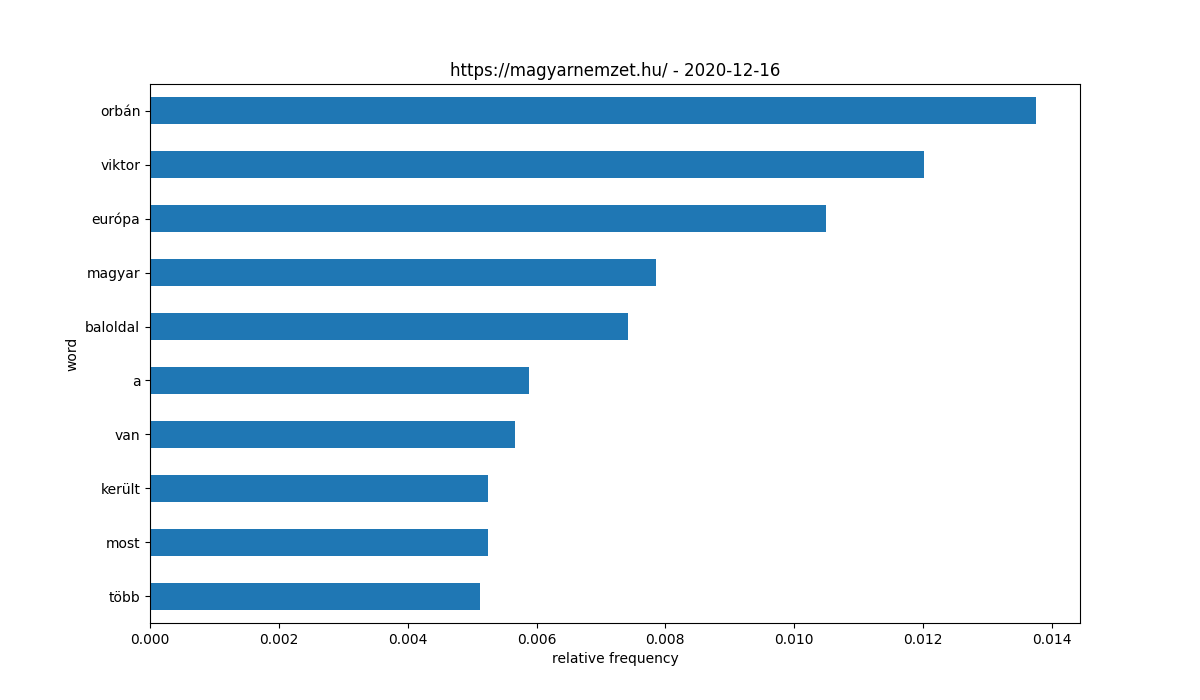 https://magyarnemzet.hu/ - 2020-12-16
orbán
viktor
európa
magyar
baloldal
a
van
került
most
több
word
0.000 0.002 0.004 0.006 0.008 0.010 0.012 0.014
relative frequency